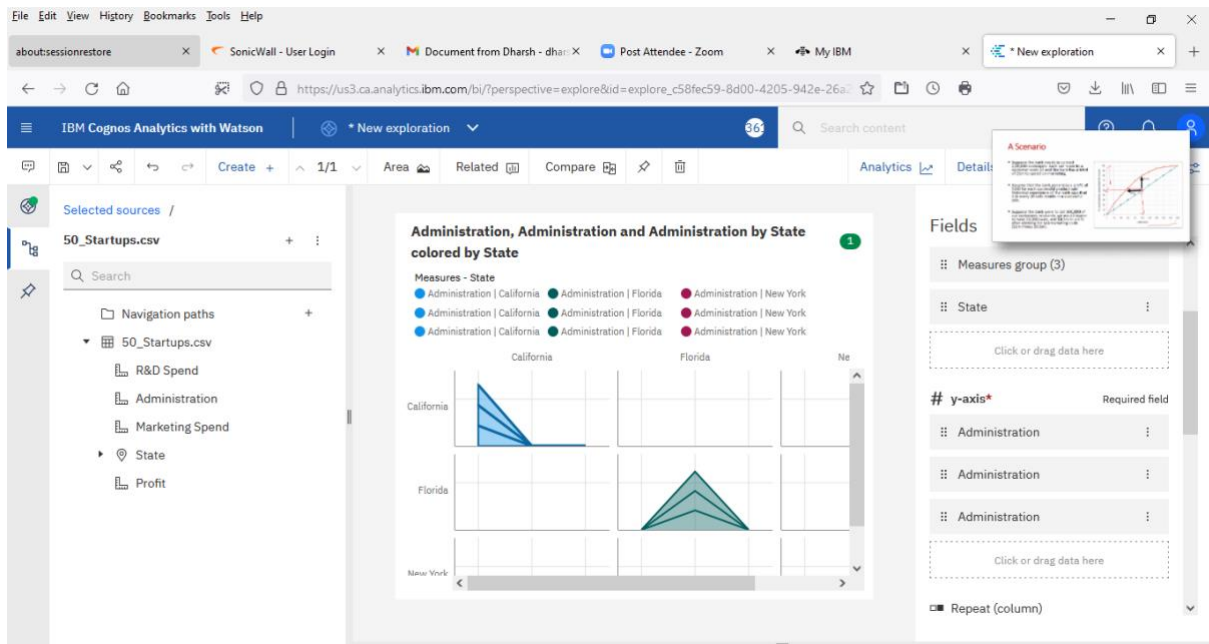 File Edit View History Bookmarks Tools Help
about:sessionrestore
SonicWall - User Login
Document from Dharsh - dhar
Post Attendee - Zoom
My IBM
* New exploration
https://us3.ca.analytics.ibm.com/bi/?perspective=explore&id=explore_c58fec59-8d00-4205-942e-26a
IBM Cognos Analytics with Watson
* New exploration
Search content
Create +
1/1
Area
Related
Compare
Analytics
Details
A Scenario
Selected sources /
50_Startups.csv
Search
Navigation paths
50_Startups.csv
R&D Spend
Administration
Marketing Spend
State
Profit
Administration, Administration and Administration by State
colored by State
1
Measures - State
Administration | California Administration | Florida Administration | New York
Administration | California Administration | Florida Administration | New York
Administration | California Administration | Florida Administration | New York
California Florida Ne
California
Florida
New York
Fields
Measures group (3)
State
Click or drag data here
# y-axis* Required field
Administration
Administration
Administration
Click or drag data here
Repeat (column)